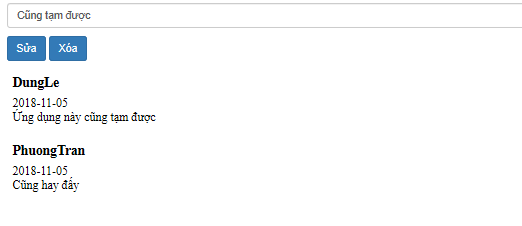 Cũng tạm được
Sửa Xóa
DungLe
2018-11-05
Ứng dụng này cũng tạm được
PhuongTran
2018-11-05
Cũng hay đấy